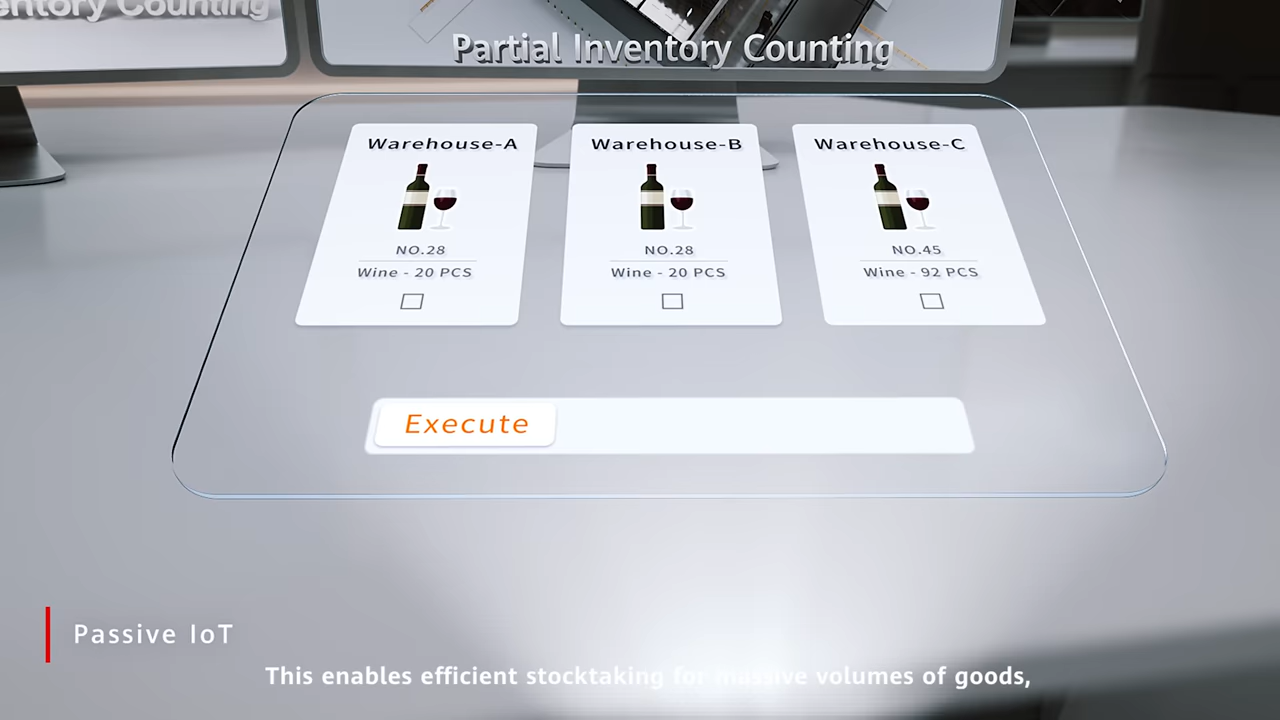 entory Counting
Partial Inventory Counting
Warehouse-A
NO.28
Wine - 20 PCS
Warehouse-B
NO.28
Wine - 20 PCS
Warehouse-C
NO.45
Wine - 92 PCS
Execute
Passive IoT
This enables efficient stocktaking for massive volumes of goods,